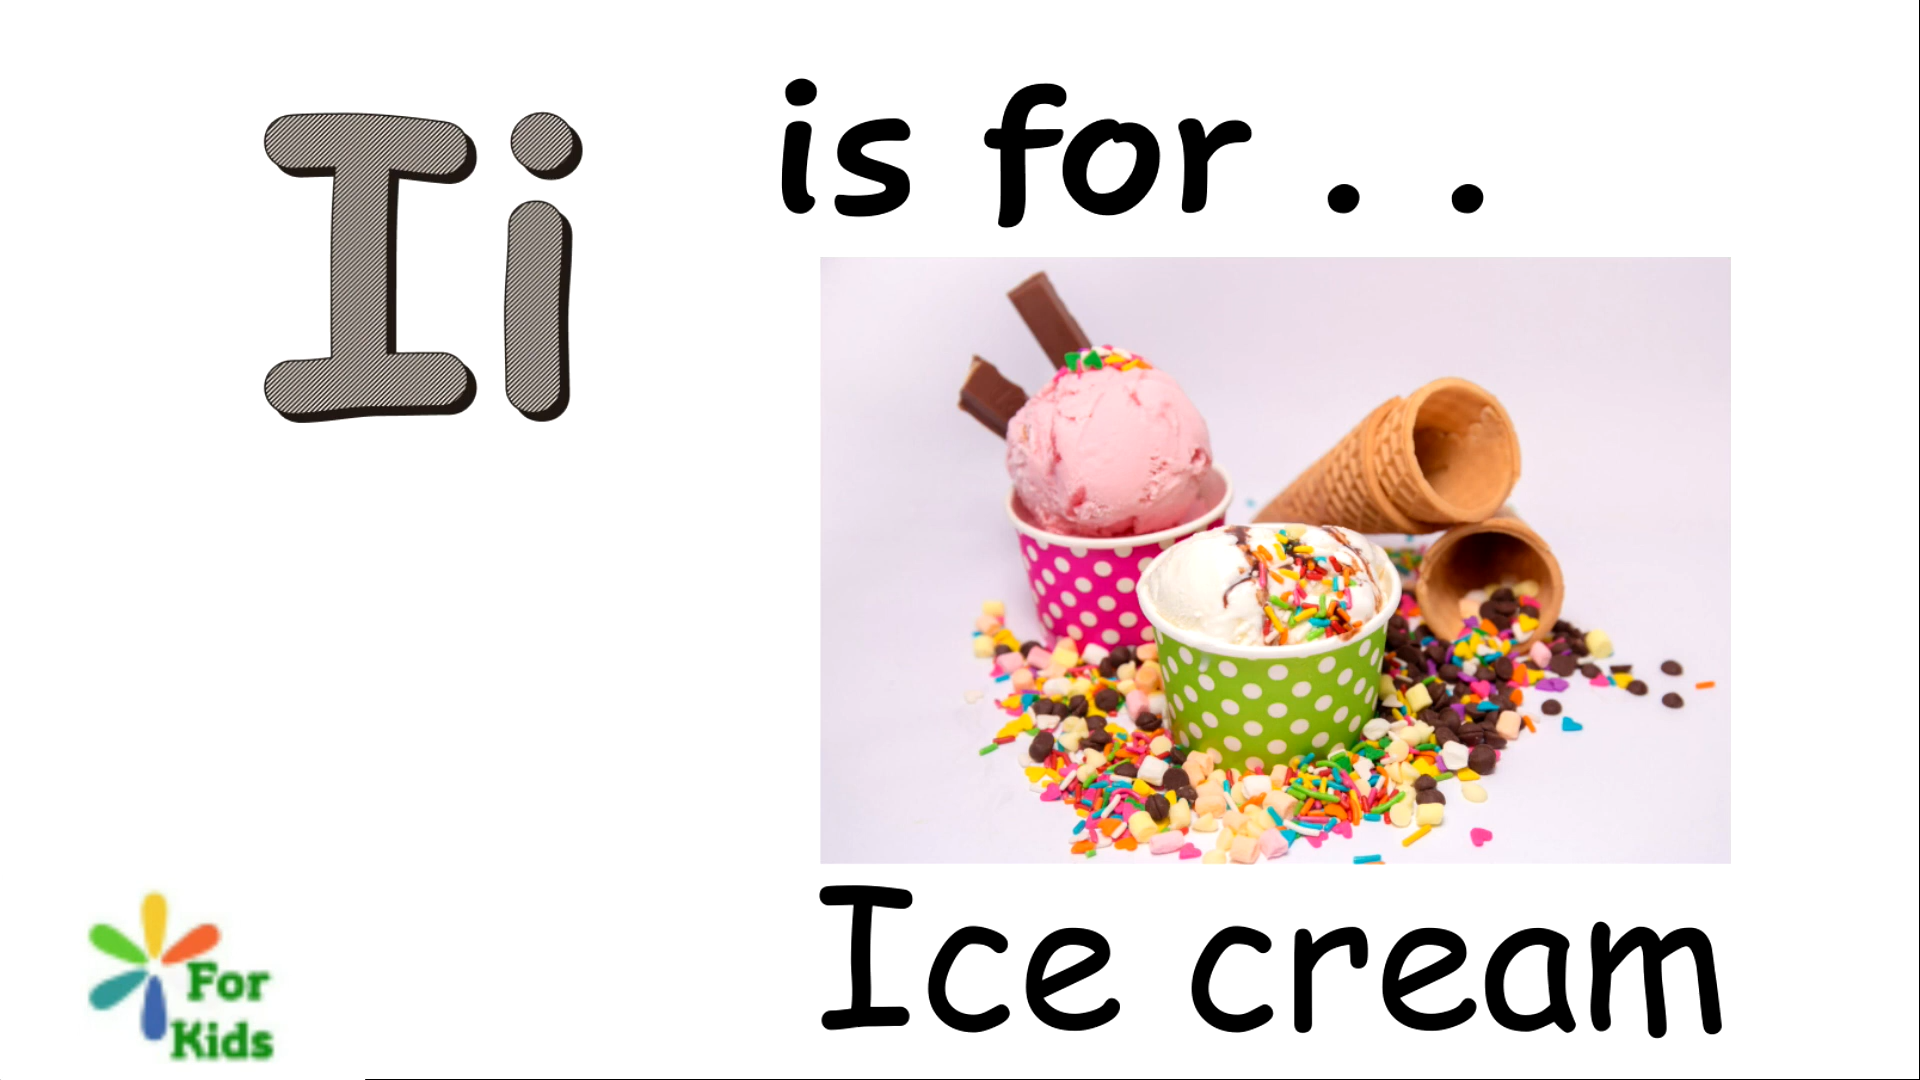 Ii
is for . .
Ice cream
For
Kids